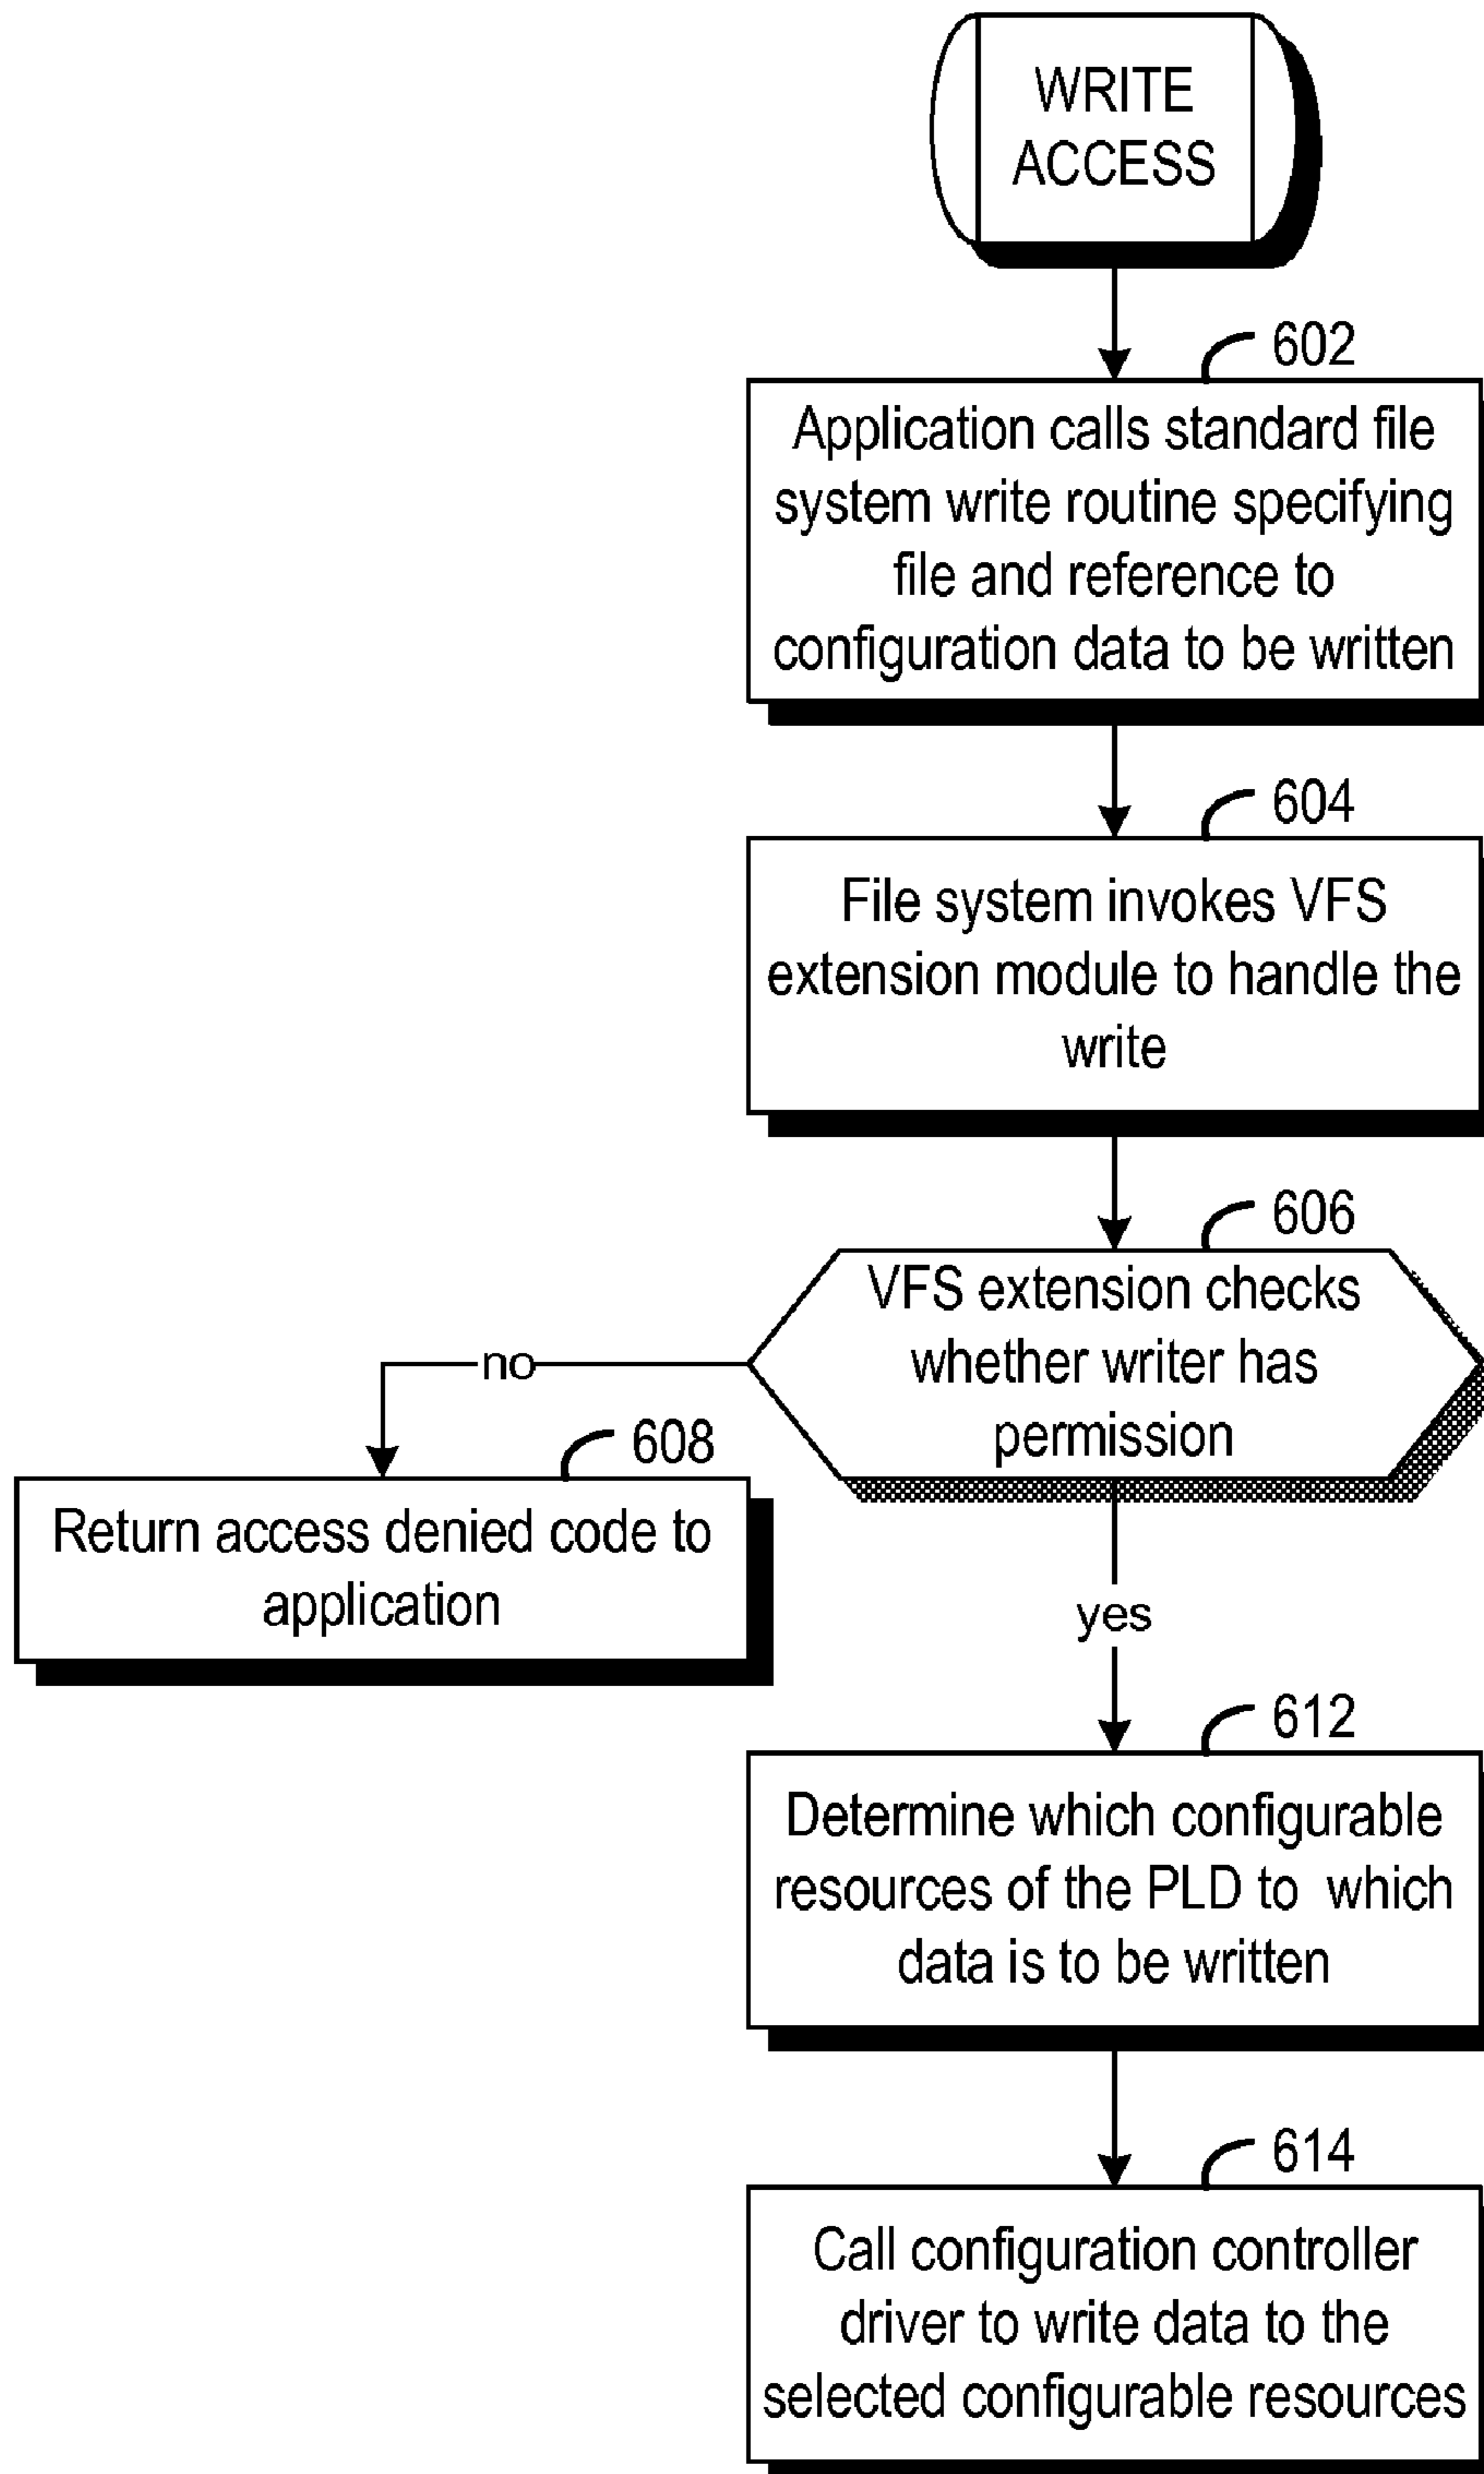 WRITE
ACCESS
602
Application calls standard file
system write routine specifying
file and reference to
configuration data to be written
604
File system invokes VFS
extension module to handle the
write
606
VFS extension checks
whether writer has
permission
no
608
Return access denied code to
application
yes
612
Determine which configurable
resources of the PLD to which
data is to be written
614
Call configuration controller
driver to write data to the
selected configurable resources